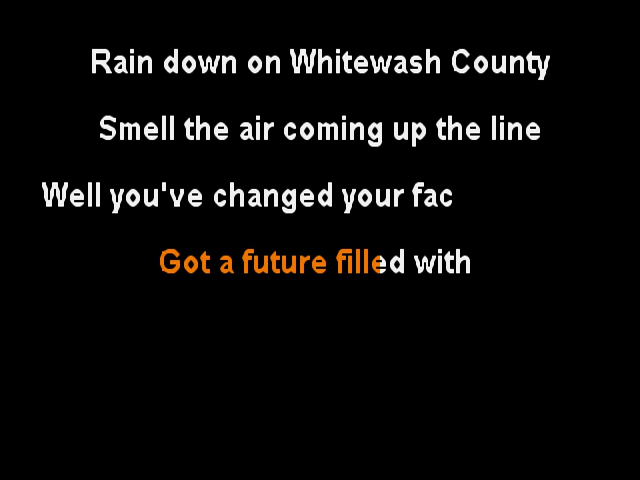 Rain down on Whitewash County
Smell the air coming up the line
Well you've changed your fac
Got a future filled with